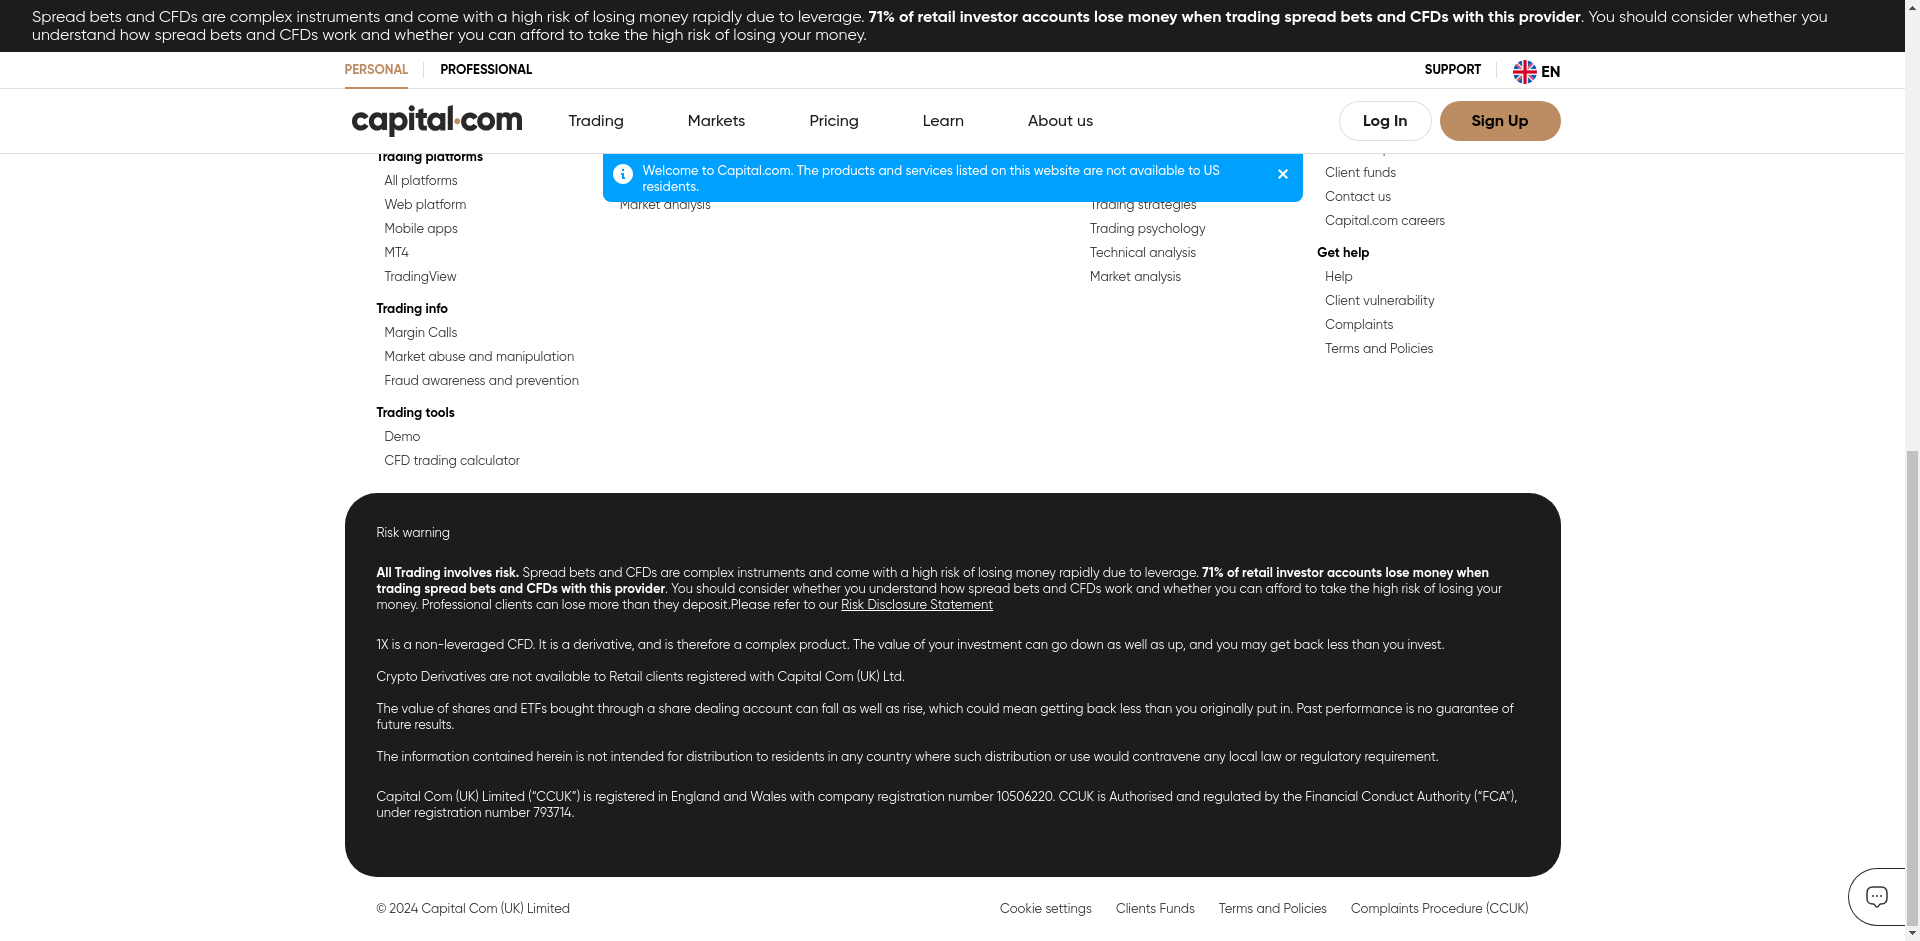 Spread bets and CFDs are complex instruments and come with a high risk of losing money rapidly due to leverage. 71% of retail investor accounts lose money when trading spread bets and CFDs with this provider. You should consider whether you
understand how spread bets and CFDs work and whether you can afford to take the high risk of losing your money.
PERSONAL
PROFESSIONAL
SUPPORT
EN
capital.com
Trading
Markets
Pricing
Learn
About us
Log In
Sign Up
Welcome to Capital.com. The products and services listed on this website are not available to US
residents.
Trading platforms
All platforms
Web platform
Mobile apps
MT4
TradingView
Trading info
Margin Calls
Market abuse and manipulation
Fraud awareness and prevention
Trading tools
Demo
CFD trading calculator
Market analysis
Trading strategies
Trading psychology
Technical analysis
Market analysis
Client funds
Contact us
Capital.com careers
Get help
Help
Client vulnerability
Complaints
Terms and Policies
Risk warning
All Trading involves risk. Spread bets and CFDs are complex instruments and come with a high risk of losing money rapidly due to leverage. 71% of retail investor accounts lose money when
trading spread bets and CFDs with this provider. You should consider whether you understand how spread bets and CFDs work and whether you can afford to take the high risk of losing your
money. Professional clients can lose more than they deposit.Please refer to our Risk Disclosure Statement
1X is a non-leveraged CFD. It is a derivative, and is therefore a complex product. The value of your investment can go down as well as up, and you may get back less than you invest.
Crypto Derivatives are not available to Retail clients registered with Capital Com (UK) Ltd.
The value of shares and ETFs bought through a share dealing account can fall as well as rise, which could mean getting back less than you originally put in. Past performance is no guarantee of
future results.
The information contained herein is not intended for distribution to residents in any country where such distribution or use would contravene any local law or regulatory requirement.
Capital Com (UK) Limited (“CCUK”) is registered in England and Wales with company registration number 10506220. CCUK is Authorised and regulated by the Financial Conduct Authority (“FCA”),
under registration number 793714.
© 2024 Capital Com (UK) Limited
Cookie settings
Clients Funds
Terms and Policies
Complaints Procedure (CCUK)